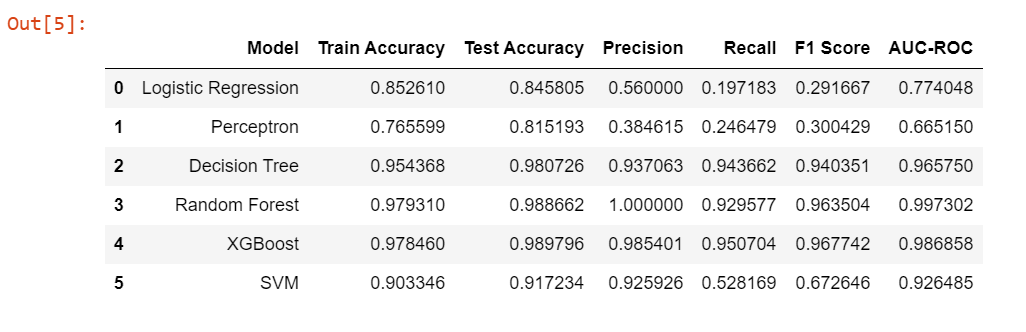 Out[5]:
Model Train Accuracy Test Accuracy Precision Recall F1 Score AUC-ROC
0 Logistic Regression 0.852610 0.845805 0.560000 0.197183 0.291667 0.774048
1 Perceptron 0.765599 0.815193 0.384615 0.246479 0.300429 0.665150
2 Decision Tree 0.954368 0.980726 0.937063 0.943662 0.940351 0.965750
3 Random Forest 0.979310 0.988662 1.000000 0.929577 0.963504 0.997302
4 XGBoost 0.978460 0.989796 0.985401 0.950704 0.967742 0.986858
5 SVM 0.903346 0.917234 0.925926 0.528169 0.672646 0.926485